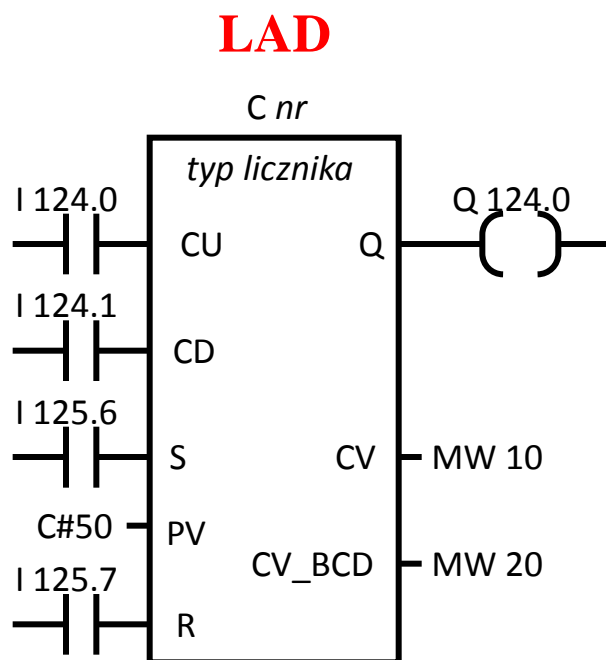 LAD
C nr
typ licznika
I 124.0
Q 124.0
CU
Q
I 124.1
CD
I 125.6
S
CV
MW 10
C#50
PV
CV_BCD
MW 20
I 125.7
R